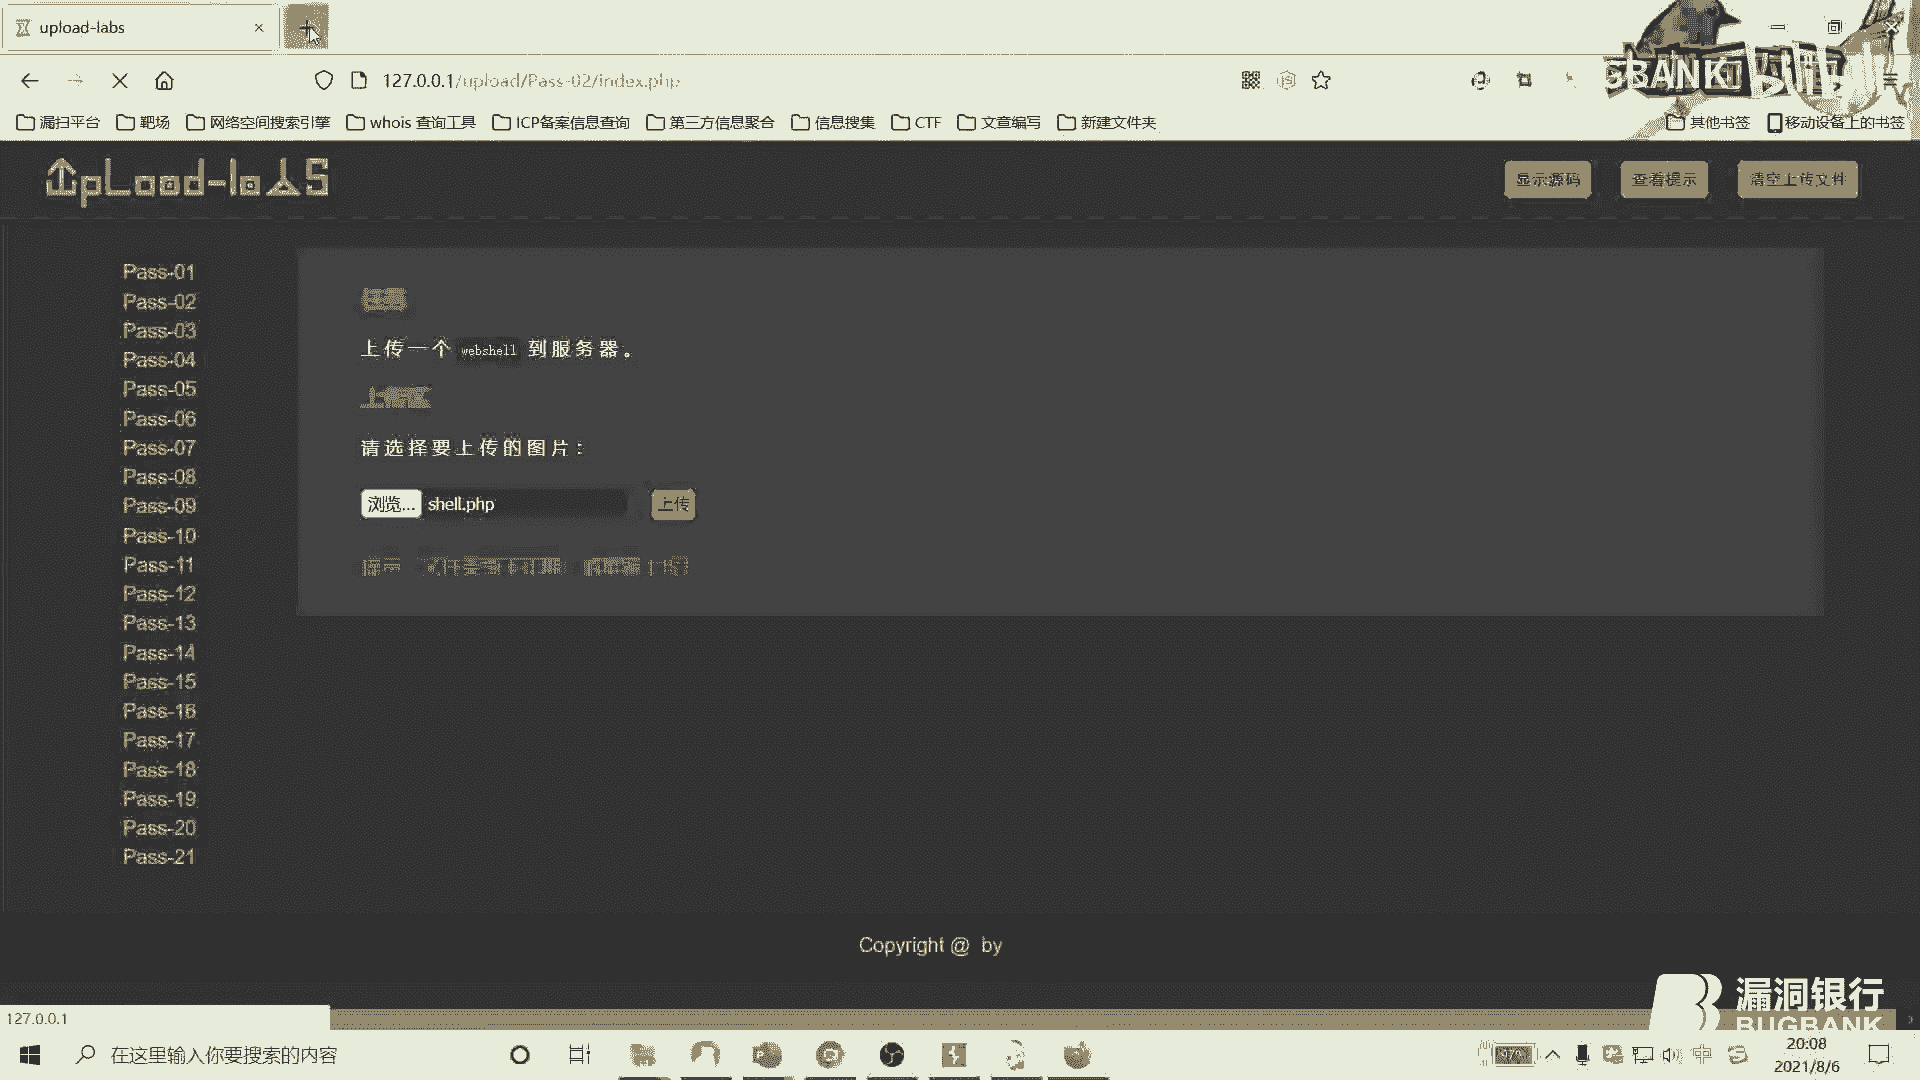 upload-labs
127.0.0.1/upload/Pass-02/index.php
漏扫平台 靶场 网络空间搜索引擎 whois 查询工具 ICP备案信息查询 第三方信息聚合 信息搜集 CTF 文章编写 新建文件夹 其他书签 移动设备上的书签
UpLoad-labS 显示源码 查看提示 清空上传文件
Pass-01
Pass-02
Pass-03
Pass-04
Pass-05
Pass-06
Pass-07
Pass-08
Pass-09
Pass-10
Pass-11
Pass-12
Pass-13
Pass-14
Pass-15
Pass-16
Pass-17
Pass-18
Pass-19
Pass-20
Pass-21
任务
上传一个 webshell 到服务器。
上传区
请选择要上传的图片：
浏览... shell.php 上传
Copyright @ by
漏洞银行
BUGBANK
127.0.0.1
在这里输入你要搜索的内容
97%
中
20:08
2021/8/6